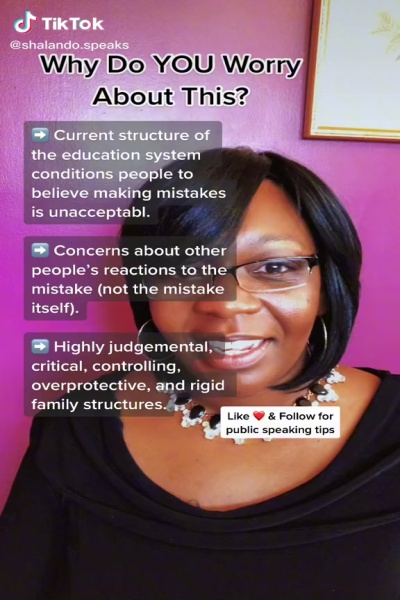 TikTok
@shalando.speaks
Why Do YOU Worry
About This?
➡️ Current structure of
the education system
conditions people to
believe making mistakes
is unacceptabl.
➡️ Concerns about other
people's reactions to the
mistake (not the mistake
itself).
➡️ Highly judgemental,
critical, controlling,
overprotective, and rigid
family structures.
Like ❤️ & Follow for
public speaking tips